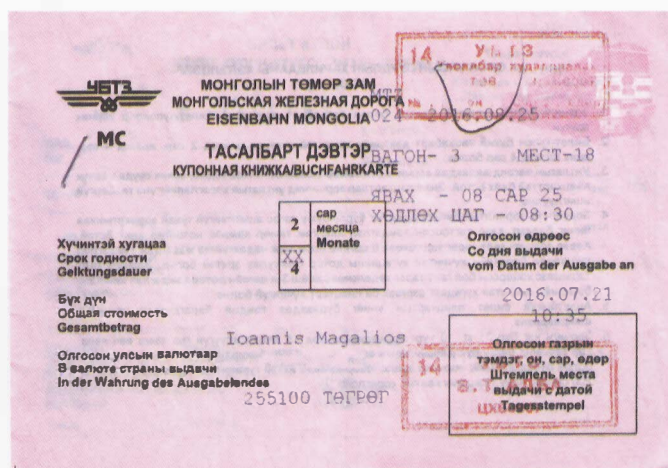 УБТЗ
МС
МОНГОЛЫН ТӨМӨР ЗАМ
МОНГОЛЬСКАЯ ЖЕЛЕЗНАЯ ДОРОГА
EISENBAHN MONGOLIA
ТАСАЛБАРТ ДЭВТЭР
КУПОННАЯ КНИЖКА/BUCHFAHRKARTE
14
024 2016.08.25
ВАГОН- 3 МЕСТ-18
ЯВАХ - 08 САР 25
ХӨДЛӨХ ЦАГ - 08:30
2
XX
4
сар
месяца
Monate
Хүчинтэй хугацаа
Срок годности
Gelktungsdauer
Олгосон өдрөөс
Со дня выдачи
vom Datum der Ausgabe an
2016.07.21
10:35
Бүх дүн
Общая стоимость
Gesamtbetrag
Ioannis Magalios
Олгосон улсын валютаар
В валюте страны выдачи
In der Wahrung des Ausgabelendes
255100 ТӨГРӨГ
Олгосон газрын
тэмдэг, он, сар, өдөр
Штемпель места
выдачи с датой
Tagesstempel
14